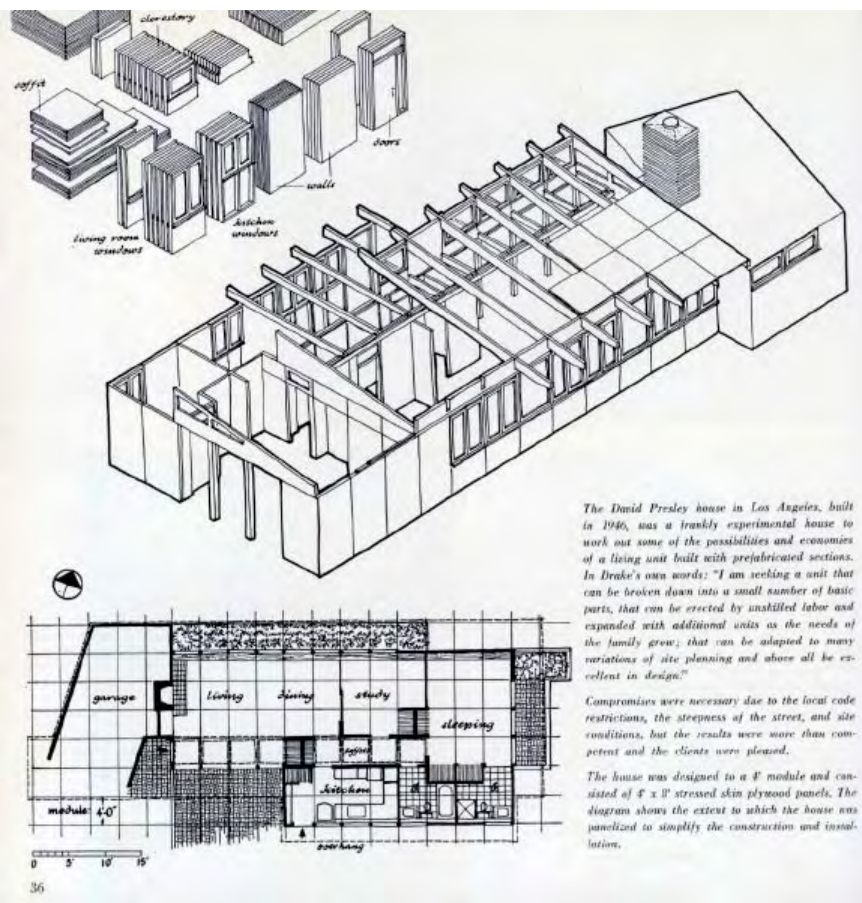 clerestory
soffit
doors
walls
kitchen
windows
living room
windows
The David Presley house in Los Angeles, built
in 1946, was a frankly experimental house to
work out some of the possibilities and economies
of a living unit built with prefabricated sections.
In Drake's own words: "I am seeking a unit that
can be broken down into a small number of basic
parts, that can be erected by unskilled labor and
expanded with additional units as the needs of
the family grow; that can be adapted to many
variations of site planning and above all be ex-
cellent in design."
Compromises were necessary due to the local code
restrictions, the steepness of the street, and site
conditions, but the results were more than com-
petent and the clients were pleased.
The house was designed to a 4' module and con-
sisted of 4' x 8' stressed skin plywood panels. The
diagram shows the extent to which the house was
panelized to simplify the construction and instal-
lation.
garage
living
dining
study
sleeping
soffit
kitchen
module: 4'-0"
overhang
0 5' 10' 15'
36